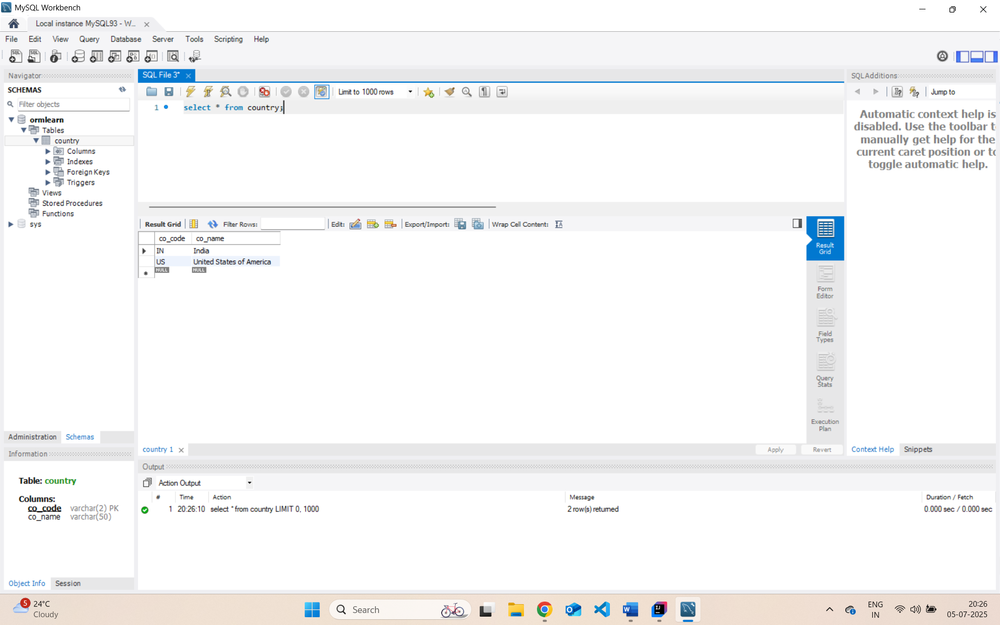 MySQL Workbench
Local instance MySQL93 - W...
File Edit View Query Database Server Tools Scripting Help
Navigator
SCHEMAS
Filter objects
ormlearn
Tables
country
Columns
Indexes
Foreign Keys
Triggers
Views
Stored Procedures
Functions
sys
Administration Schemas
Information
Table: country
Columns:
co_code varchar(2) PK
co_name varchar(50)
Object Info Session
SQL File 3*
Limit to 1000 rows
1 select * from country;
Result Grid Filter Rows: Edit: Export/Import: Wrap Cell Content:
co_code co_name
IN India
US United States of America
NULL NULL
Result
Grid
Form
Editor
Field
Types
Query
Stats
Execution
Plan
country 1
Apply Revert
Output
Action Output
# Time Action Message Duration / Fetch
1 20:26:10 select * from country LIMIT 0, 1000 2 row(s) returned 0.000 sec / 0.000 sec
SQLAdditions
Jump to
Automatic context help is
disabled. Use the toolbar t
manually get help for the
current caret position or to
toggle automatic help.
Context Help Snippets
5
24°C
Cloudy
Search
ENG
IN
20:26
05-07-2025